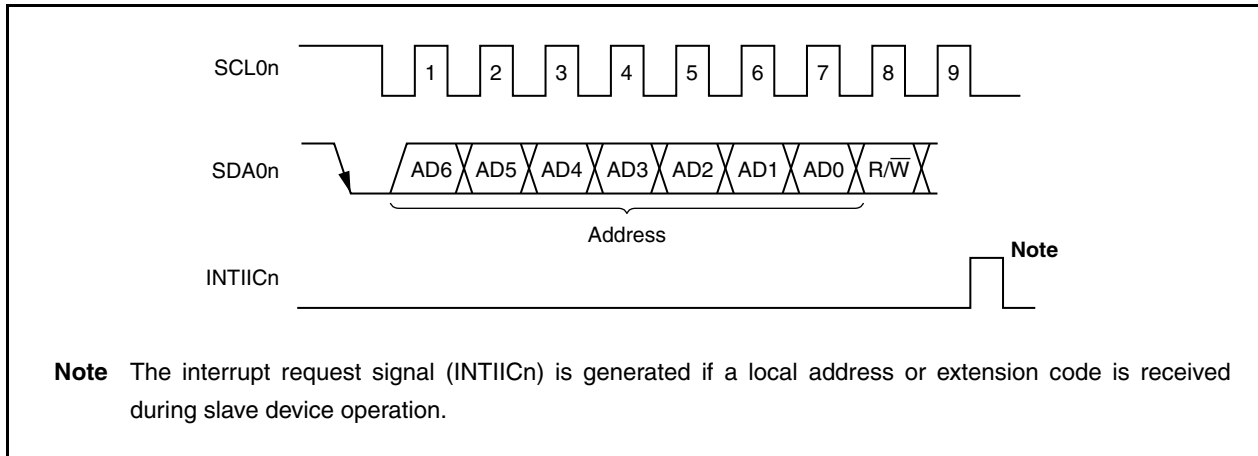 SCL0n
1 2 3 4 5 6 7 8 9
SDA0n
AD6 AD5 AD4 AD3 AD2 AD1 AD0 R/W̅
Address
Note
INTIICn
Note The interrupt request signal (INTIICn) is generated if a local address or extension code is received
during slave device operation.